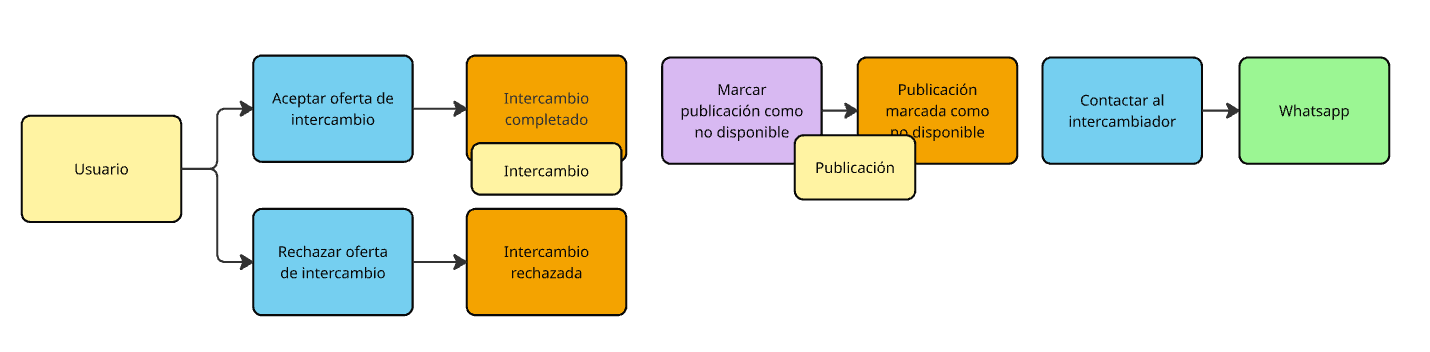 Usuario
Aceptar oferta de
intercambio
Intercambio
completado
Intercambio
Rechazar oferta
de intercambio
Intercambio
rechazada
Marcar
publicación como
no disponible
Publicación
marcada como
no disponible
Publicación
Contactar al
intercambiador
Whatsapp